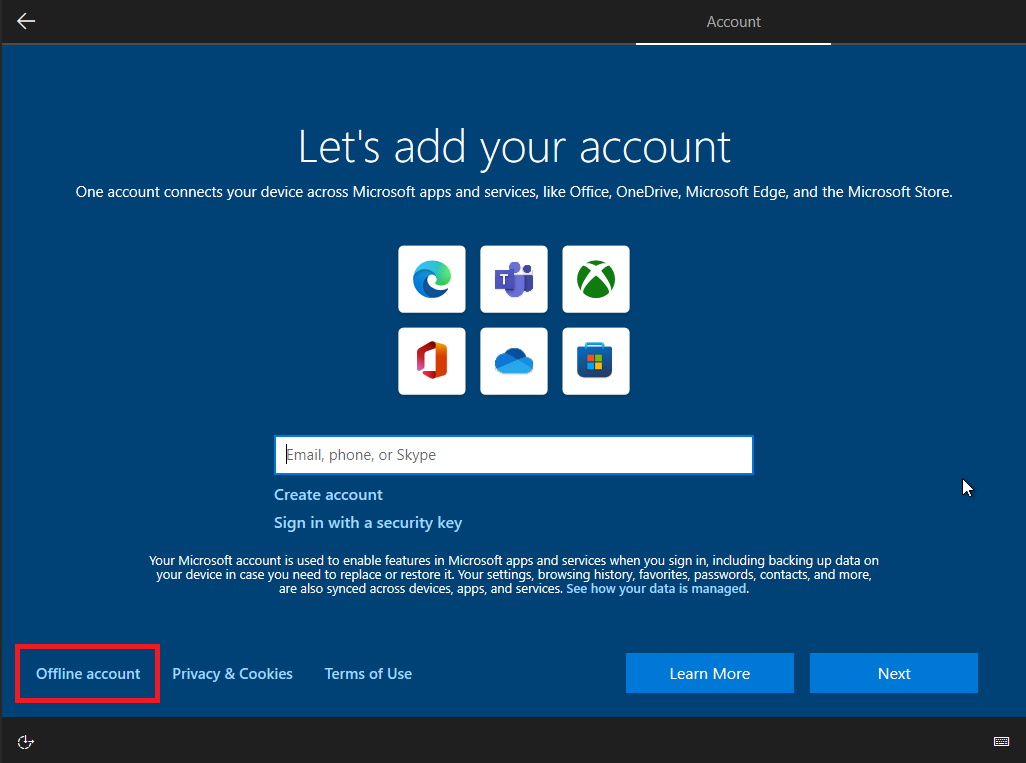 Account
Let's add your account
One account connects your device across Microsoft apps and services, like Office, OneDrive, Microsoft Edge, and the Microsoft Store.
T
Email, phone, or Skype
Create account
Sign in with a security key
Your Microsoft account is used to enable features in Microsoft apps and services when you sign in, including backing up data on
your device in case you need to replace or restore it. Your settings, browsing history, favorites, passwords, contacts, and more,
are also synced across devices, apps, and services. See how your data is managed.
Offline account Privacy & Cookies Terms of Use Learn More Next